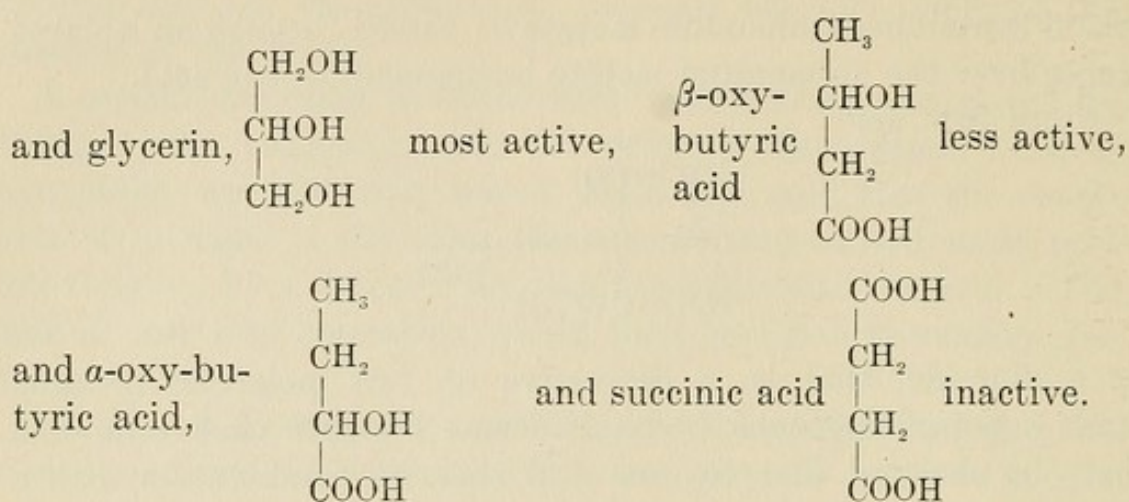 and glycerin,
CH₂OH
|
CHOH
|
CH₂OH
most active,
β-oxy-
butyric
acid
CH₃
|
CHOH
|
CH₂
|
COOH
less active,
and α-oxy-bu-
tyric acid,
CH₃
|
CH₂
|
CHOH
|
COOH
and succinic acid
COOH
|
CH₂
|
CH₂
|
COOH
inactive.